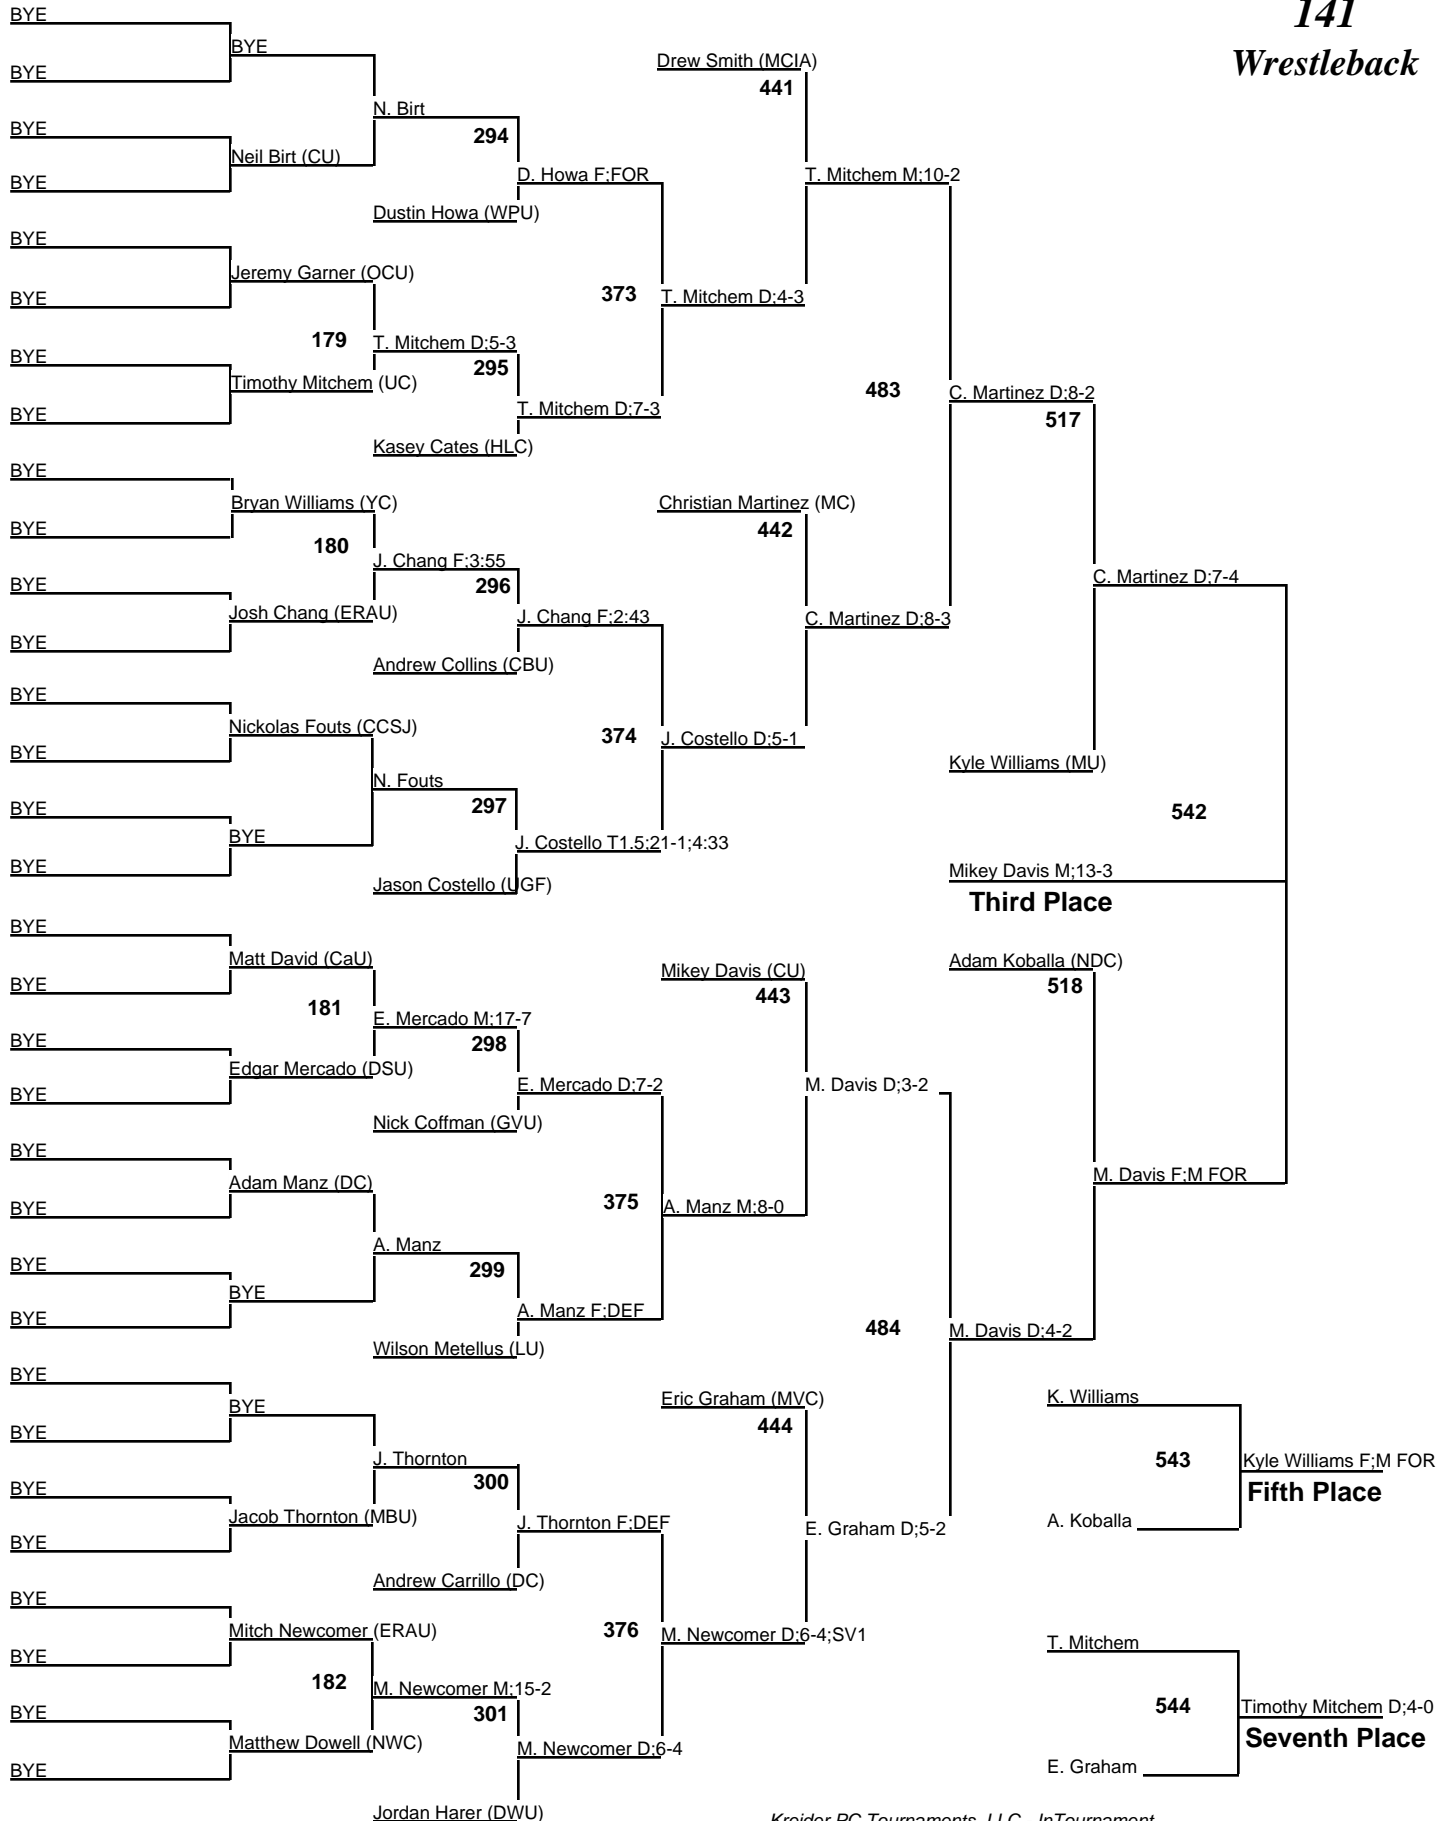 141
Wrestleback
BYE
BYE
BYE
Drew Smith (MCIA)
441
BYE
N. Birt
294
BYE
Neil Birt (CU)
BYE
D. Howa F;FOR
T. Mitchem M;10-2
Dustin Howa (WPU)
BYE
Jeremy Garner (OCU)
BYE
373
T. Mitchem D;4-3
179
T. Mitchem D;5-3
BYE
295
Timothy Mitchem (UC)
483
C. Martinez D;8-2
BYE
T. Mitchem D;7-3
517
Kasey Cates (HLC)
BYE
Bryan Williams (YC)
Christian Martinez (MC)
BYE
442
180
J. Chang F;3:55
C. Martinez D;7-4
BYE
296
Josh Chang (ERAU)
J. Chang F;2:43
C. Martinez D;8-3
BYE
Andrew Collins (CBU)
BYE
Nickolas Fouts (CCSJ)
374
J. Costello D;5-1
BYE
Kyle Williams (MU)
N. Fouts
BYE
297
542
BYE
J. Costello T1.5;21-1;4:33
BYE
Mikey Davis M;13-3
Jason Costello (UGF)
Third Place
BYE
Matt David (CaU)
Adam Koballa (NDC)
BYE
Mikey Davis (CU)
443
518
181
E. Mercado M;17-7
BYE
298
Edgar Mercado (DSU)
E. Mercado D;7-2
M. Davis D;3-2
BYE
Nick Coffman (GVU)
BYE
Adam Manz (DC)
M. Davis F;M FOR
BYE
375
A. Manz M;8-0
A. Manz
BYE
299
BYE
BYE
A. Manz F;DEF
484
M. Davis D;4-2
Wilson Metellus (LU)
BYE
BYE
Eric Graham (MVC)
K. Williams
BYE
444
J. Thornton
543
Kyle Williams F;M FOR
BYE
300
Fifth Place
Jacob Thornton (MBU)
J. Thornton F;DEF
E. Graham D;5-2
A. Koballa
BYE
Andrew Carrillo (DC)
BYE
Mitch Newcomer (ERAU)
376
M. Newcomer D;6-4;SV1
T. Mitchem
BYE
182
M. Newcomer M;15-2
BYE
301
544
Timothy Mitchem D;4-0
Matthew Dowell (NWC)
M. Newcomer D;6-4
Seventh Place
BYE
E. Graham
Jordan Harer (DWU)
Kreider PC Tournaments, LLC - InTournament